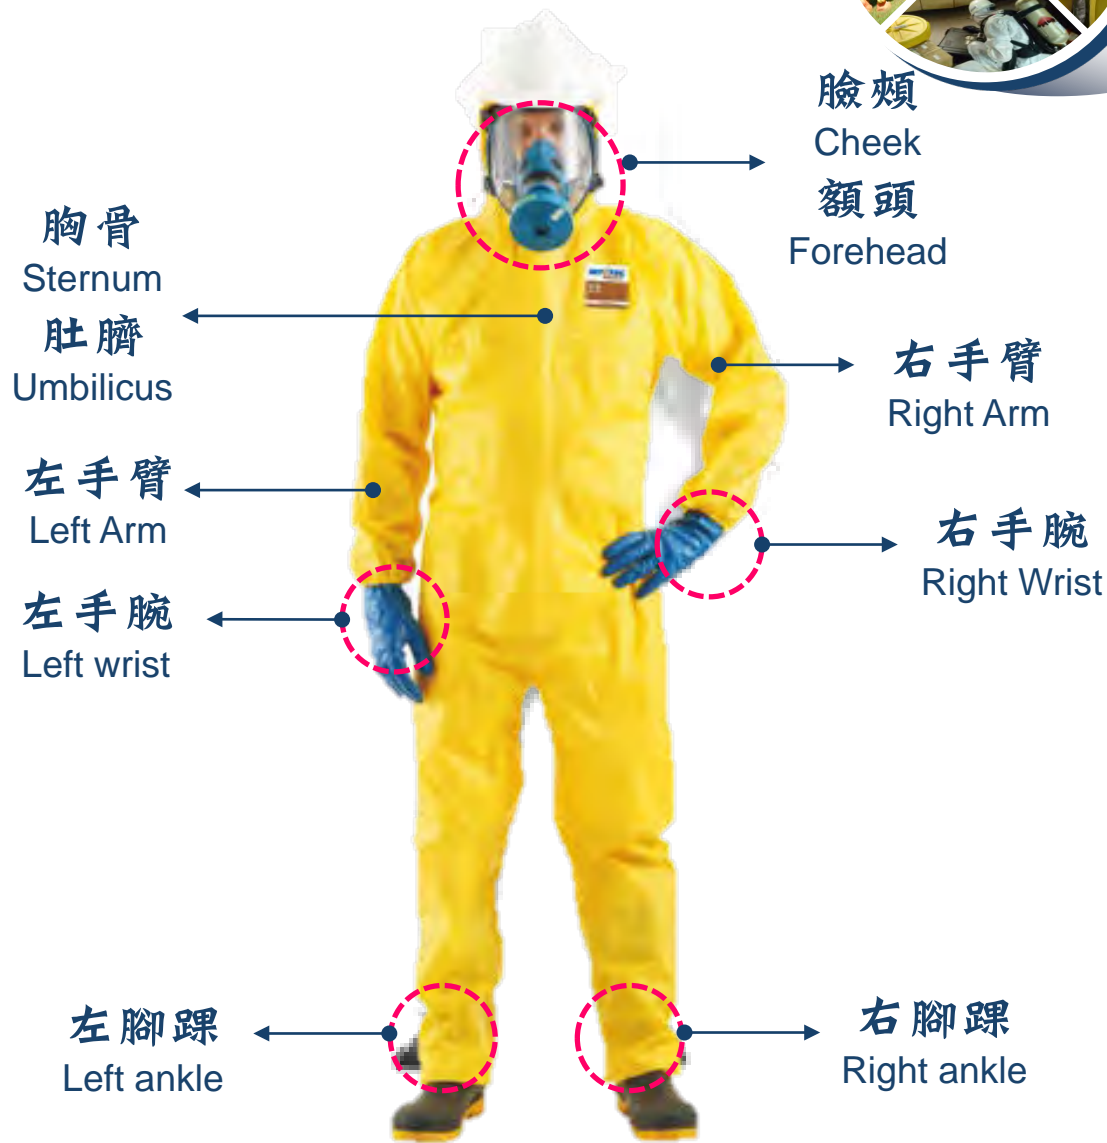 臉頰
Cheek
額頭
Forehead
胸骨
Sternum
肚臍
Umbilicus
右手臂
Right Arm
左手臂
Left Arm
右手腕
Right Wrist
左手腕
Left wrist
左腳踝
Left ankle
右腳踝
Right ankle